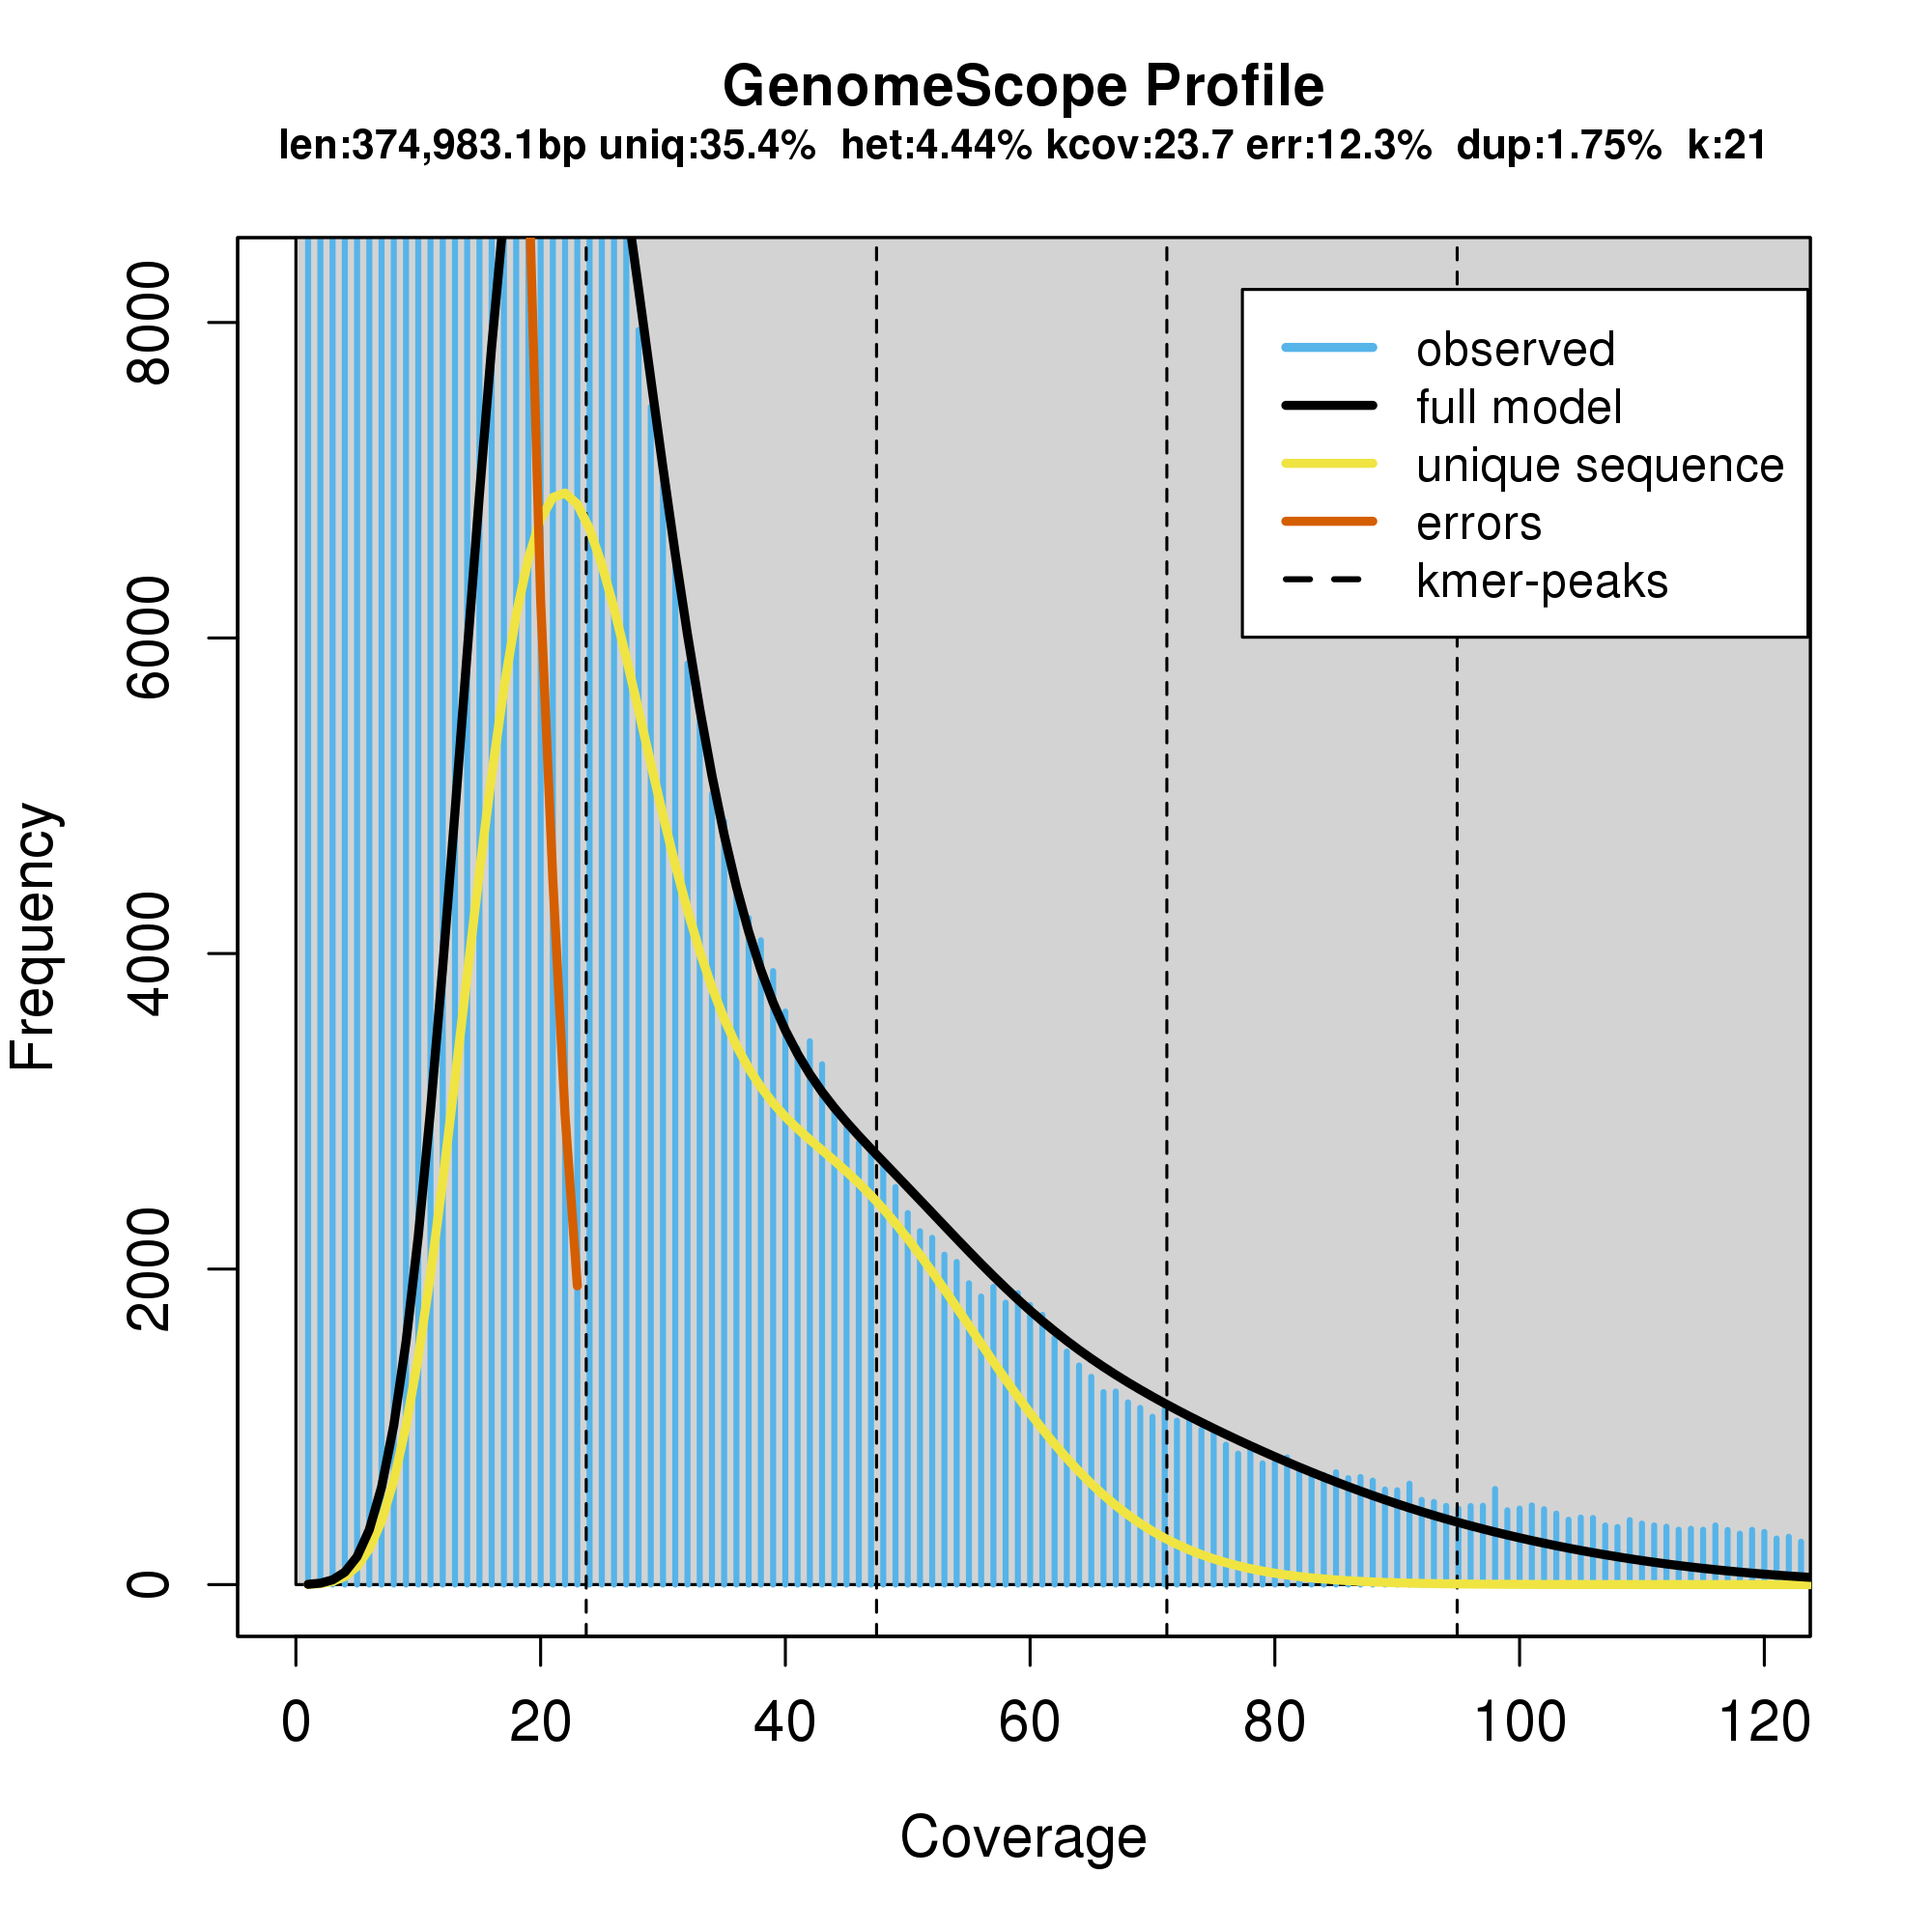 GenomeScope Profile
len:374,983.1bp uniq:35.4% het:4.44% kcov:23.7 err:12.3% dup:1.75% k:21
observed
full model
unique sequence
errors
kmer-peaks
Frequency
8000
6000
4000
2000
0
0 20 40 60 80 100 120
Coverage